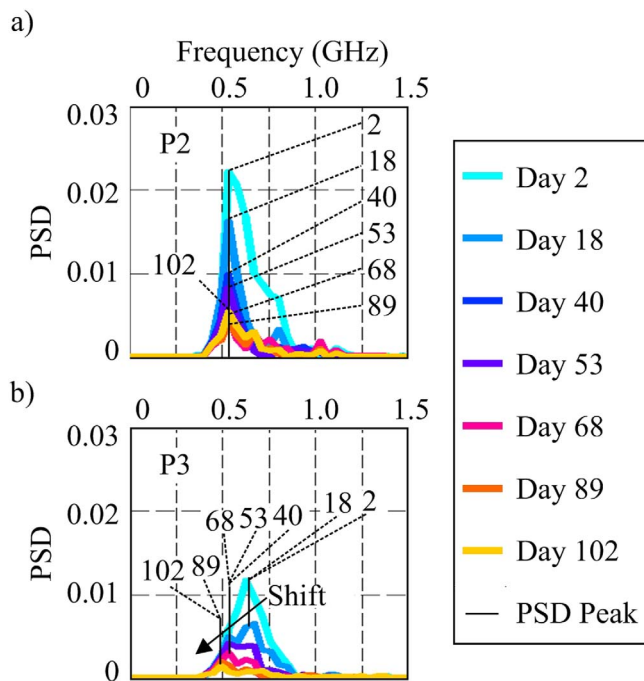 a)
Frequency (GHz)
0 0.5 1.0 1.5
0.03
0.02
0.01
0
PSD
P2
2
18
40
53
68
89
102
b)
0 0.5 1.0 1.5
0.03
0.02
0.01
0
PSD
P3
68 53 40 18 2
102 89
Shift
Day 2
Day 18
Day 40
Day 53
Day 68
Day 89
Day 102
PSD Peak